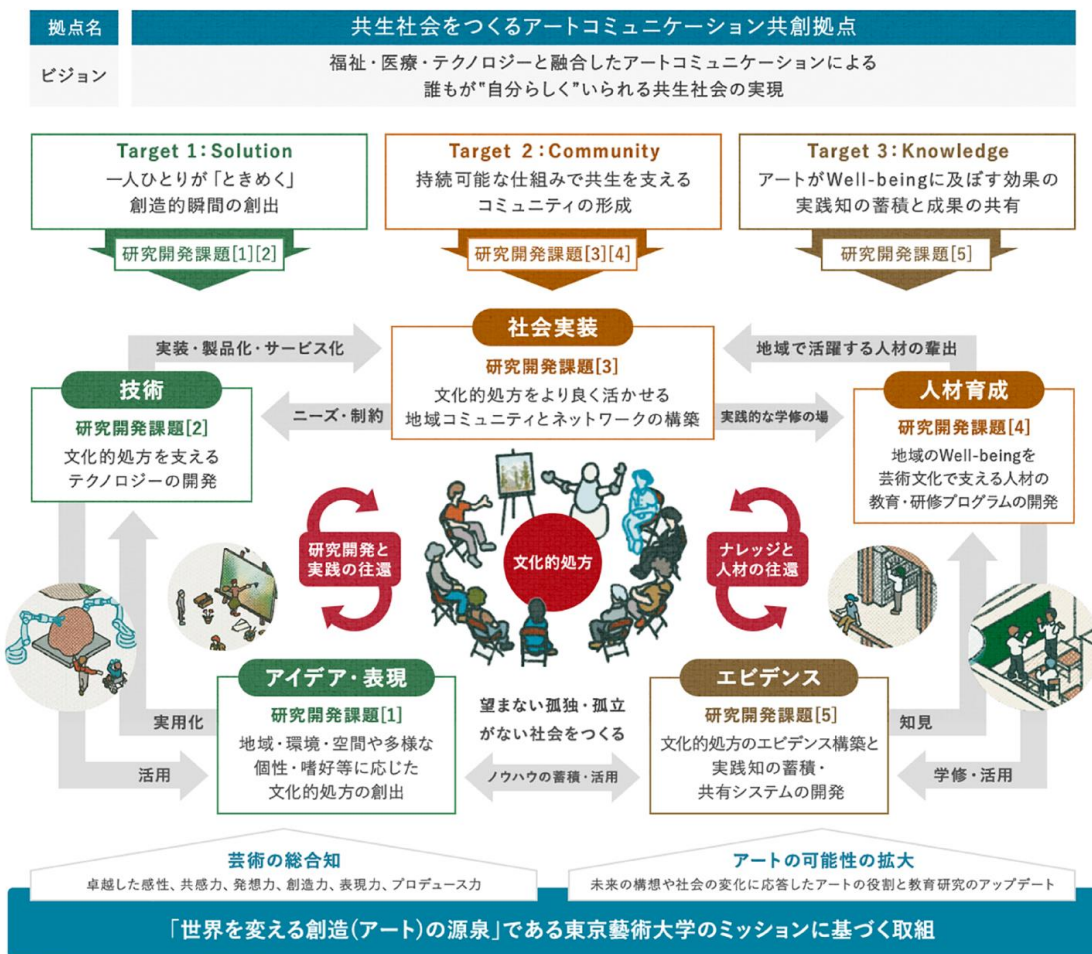 拠点名
共生社会をつくるアートコミュニケーション共創拠点
ビジョン
福祉・医療・テクノロジーと融合したアートコミュニケーションによる
誰もが"自分らしく"いられる共生社会の実現
Target 1：Solution
一人ひとりが「ときめく」
創造的瞬間の創出
研究開発課題[1][2]
Target 2：Community
持続可能な仕組みで共生を支える
コミュニティの形成
研究開発課題[3][4]
Target 3：Knowledge
アートがWell-beingに及ぼす効果の
実践知の蓄積と成果の共有
研究開発課題[5]
社会実装
研究開発課題[3]
文化的処方をより良く活かせる
地域コミュニティとネットワークの構築
実装・製品化・サービス化
地域で活躍する人材の輩出
ニーズ・制約
実践的な学修の場
技術
研究開発課題[2]
文化的処方を支える
テクノロジーの開発
人材育成
研究開発課題[4]
地域のWell-beingを
芸術文化で支える人材の
教育・研修プログラムの開発
研究開発と
実践の往還
文化的処方
ナレッジと
人材の往還
アイデア・表現
研究開発課題[1]
地域・環境・空間や多様な
個性・嗜好等に応じた
文化的処方の創出
実用化
活用
望まない孤独・孤立
がない社会をつくる
ノウハウの蓄積・活用
エビデンス
研究開発課題[5]
文化的処方のエビデンス構築と
実践知の蓄積・
共有システムの開発
知見
学修・活用
芸術の総合知
卓越した感性、共感力、発想力、創造力、表現力、プロデュース力
アートの可能性の拡大
未来の構想や社会の変化に応答したアートの役割と教育研究のアップデート
「世界を変える創造(アート)の源泉」である東京藝術大学のミッションに基づく取組